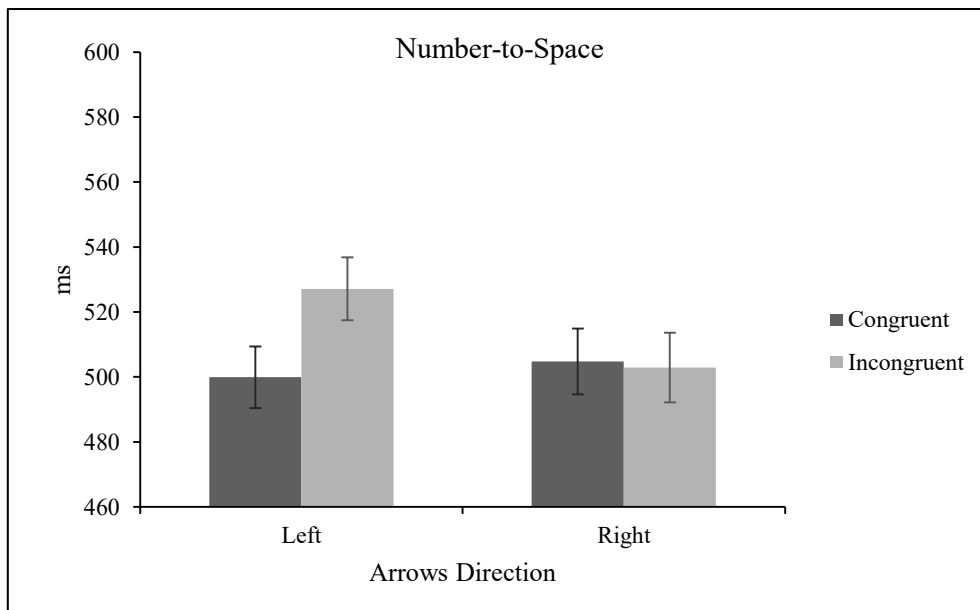 Number-to-Space
600
580
560
540
520
500
480
460
ms
Left
Right
Arrows Direction
Congruent
Incongruent